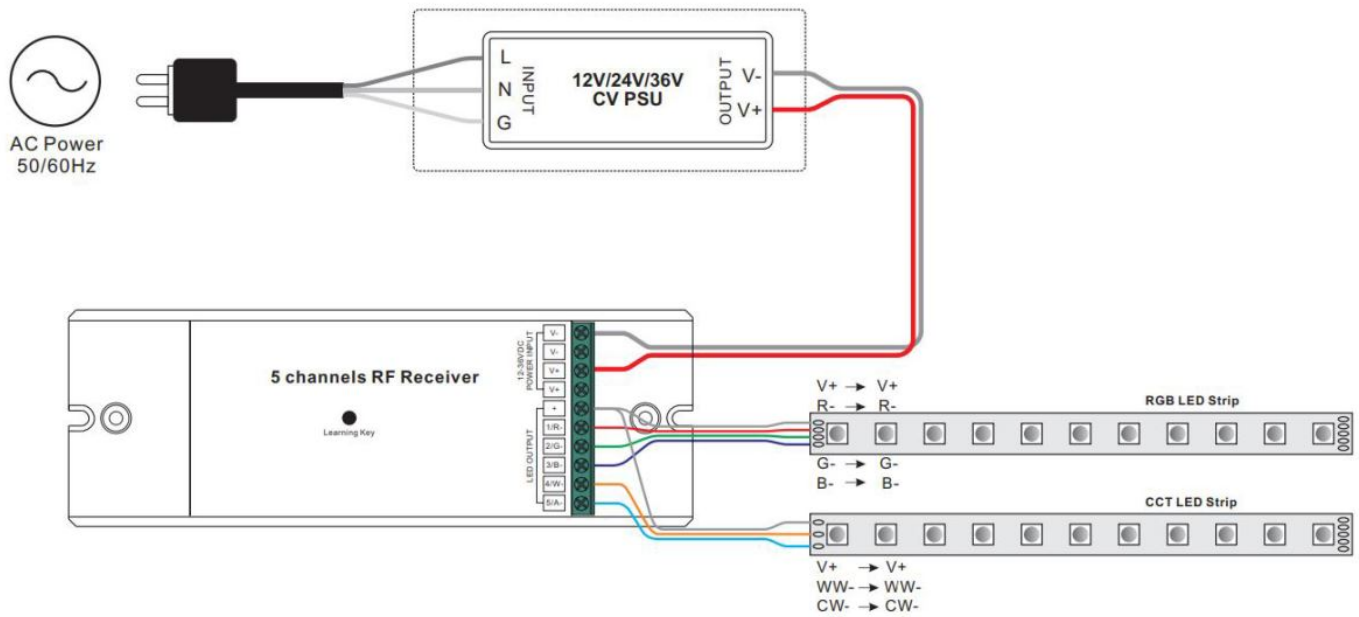 AC Power
50/60Hz
L
N
G
INPUT
12V/24V/36V
CV PSU
OUTPUT
V-
V+
5 channels RF Receiver
Learning Key
12-36VDC
POWER INPUT
LED OUTPUT
V-
V-
V+
V+
+
1/R-
2/G-
3/B-
4/W-
5/A-
V+ → V+
R- → R-
RGB LED Strip
G- → G-
B- → B-
CCT LED Strip
V+ → V+
WW- → WW-
CW- → CW-